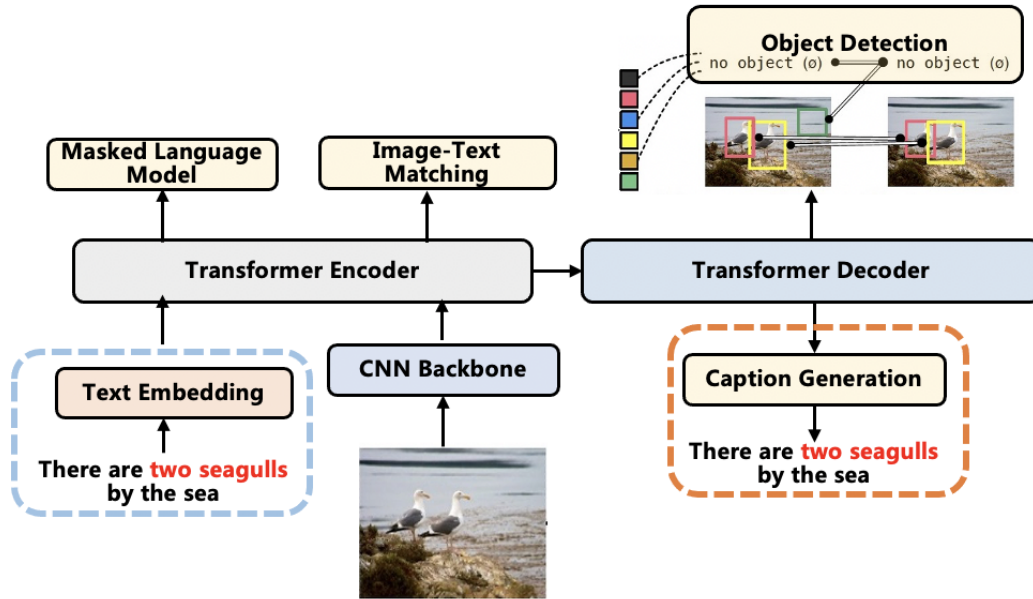 Object Detection
no object (ø) no object (ø)
Masked Language
Model
Image-Text
Matching
Transformer Encoder
Transformer Decoder
Text Embedding
CNN Backbone
Caption Generation
There are two seagulls
by the sea
There are two seagulls
by the sea